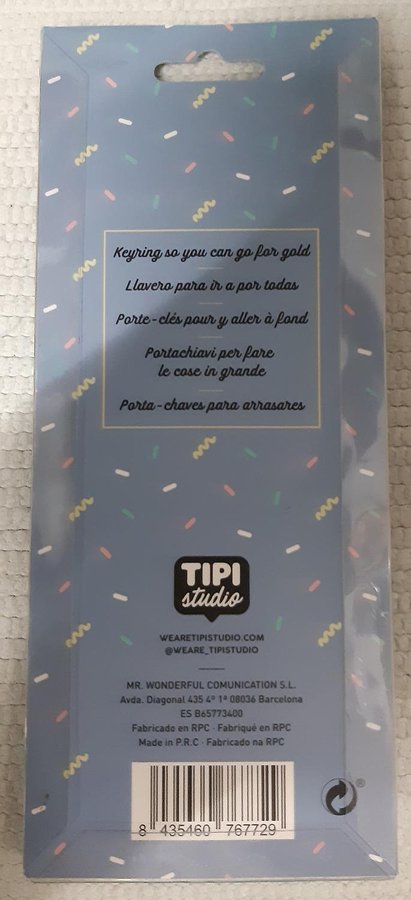 Keyring so you can go for gold
Llavero para ir a por todas
Porte-clés pour y aller à fond
Portachiavi per fare
le cose in grande
Porta-chaves para arrasares
TIPI
studio
WEARETIPISTUDIO.COM
@WEARE_TIPISTUDIO
MR. WONDERFUL COMUNICATION S.L.
Avda. Diagonal 435 4º 1ª 08036 Barcelona
ES B65773400
Fabricado en RPC · Fabriqué en RPC
Made in P.R.C · Fabricado na RPC
8 435460 767729
®